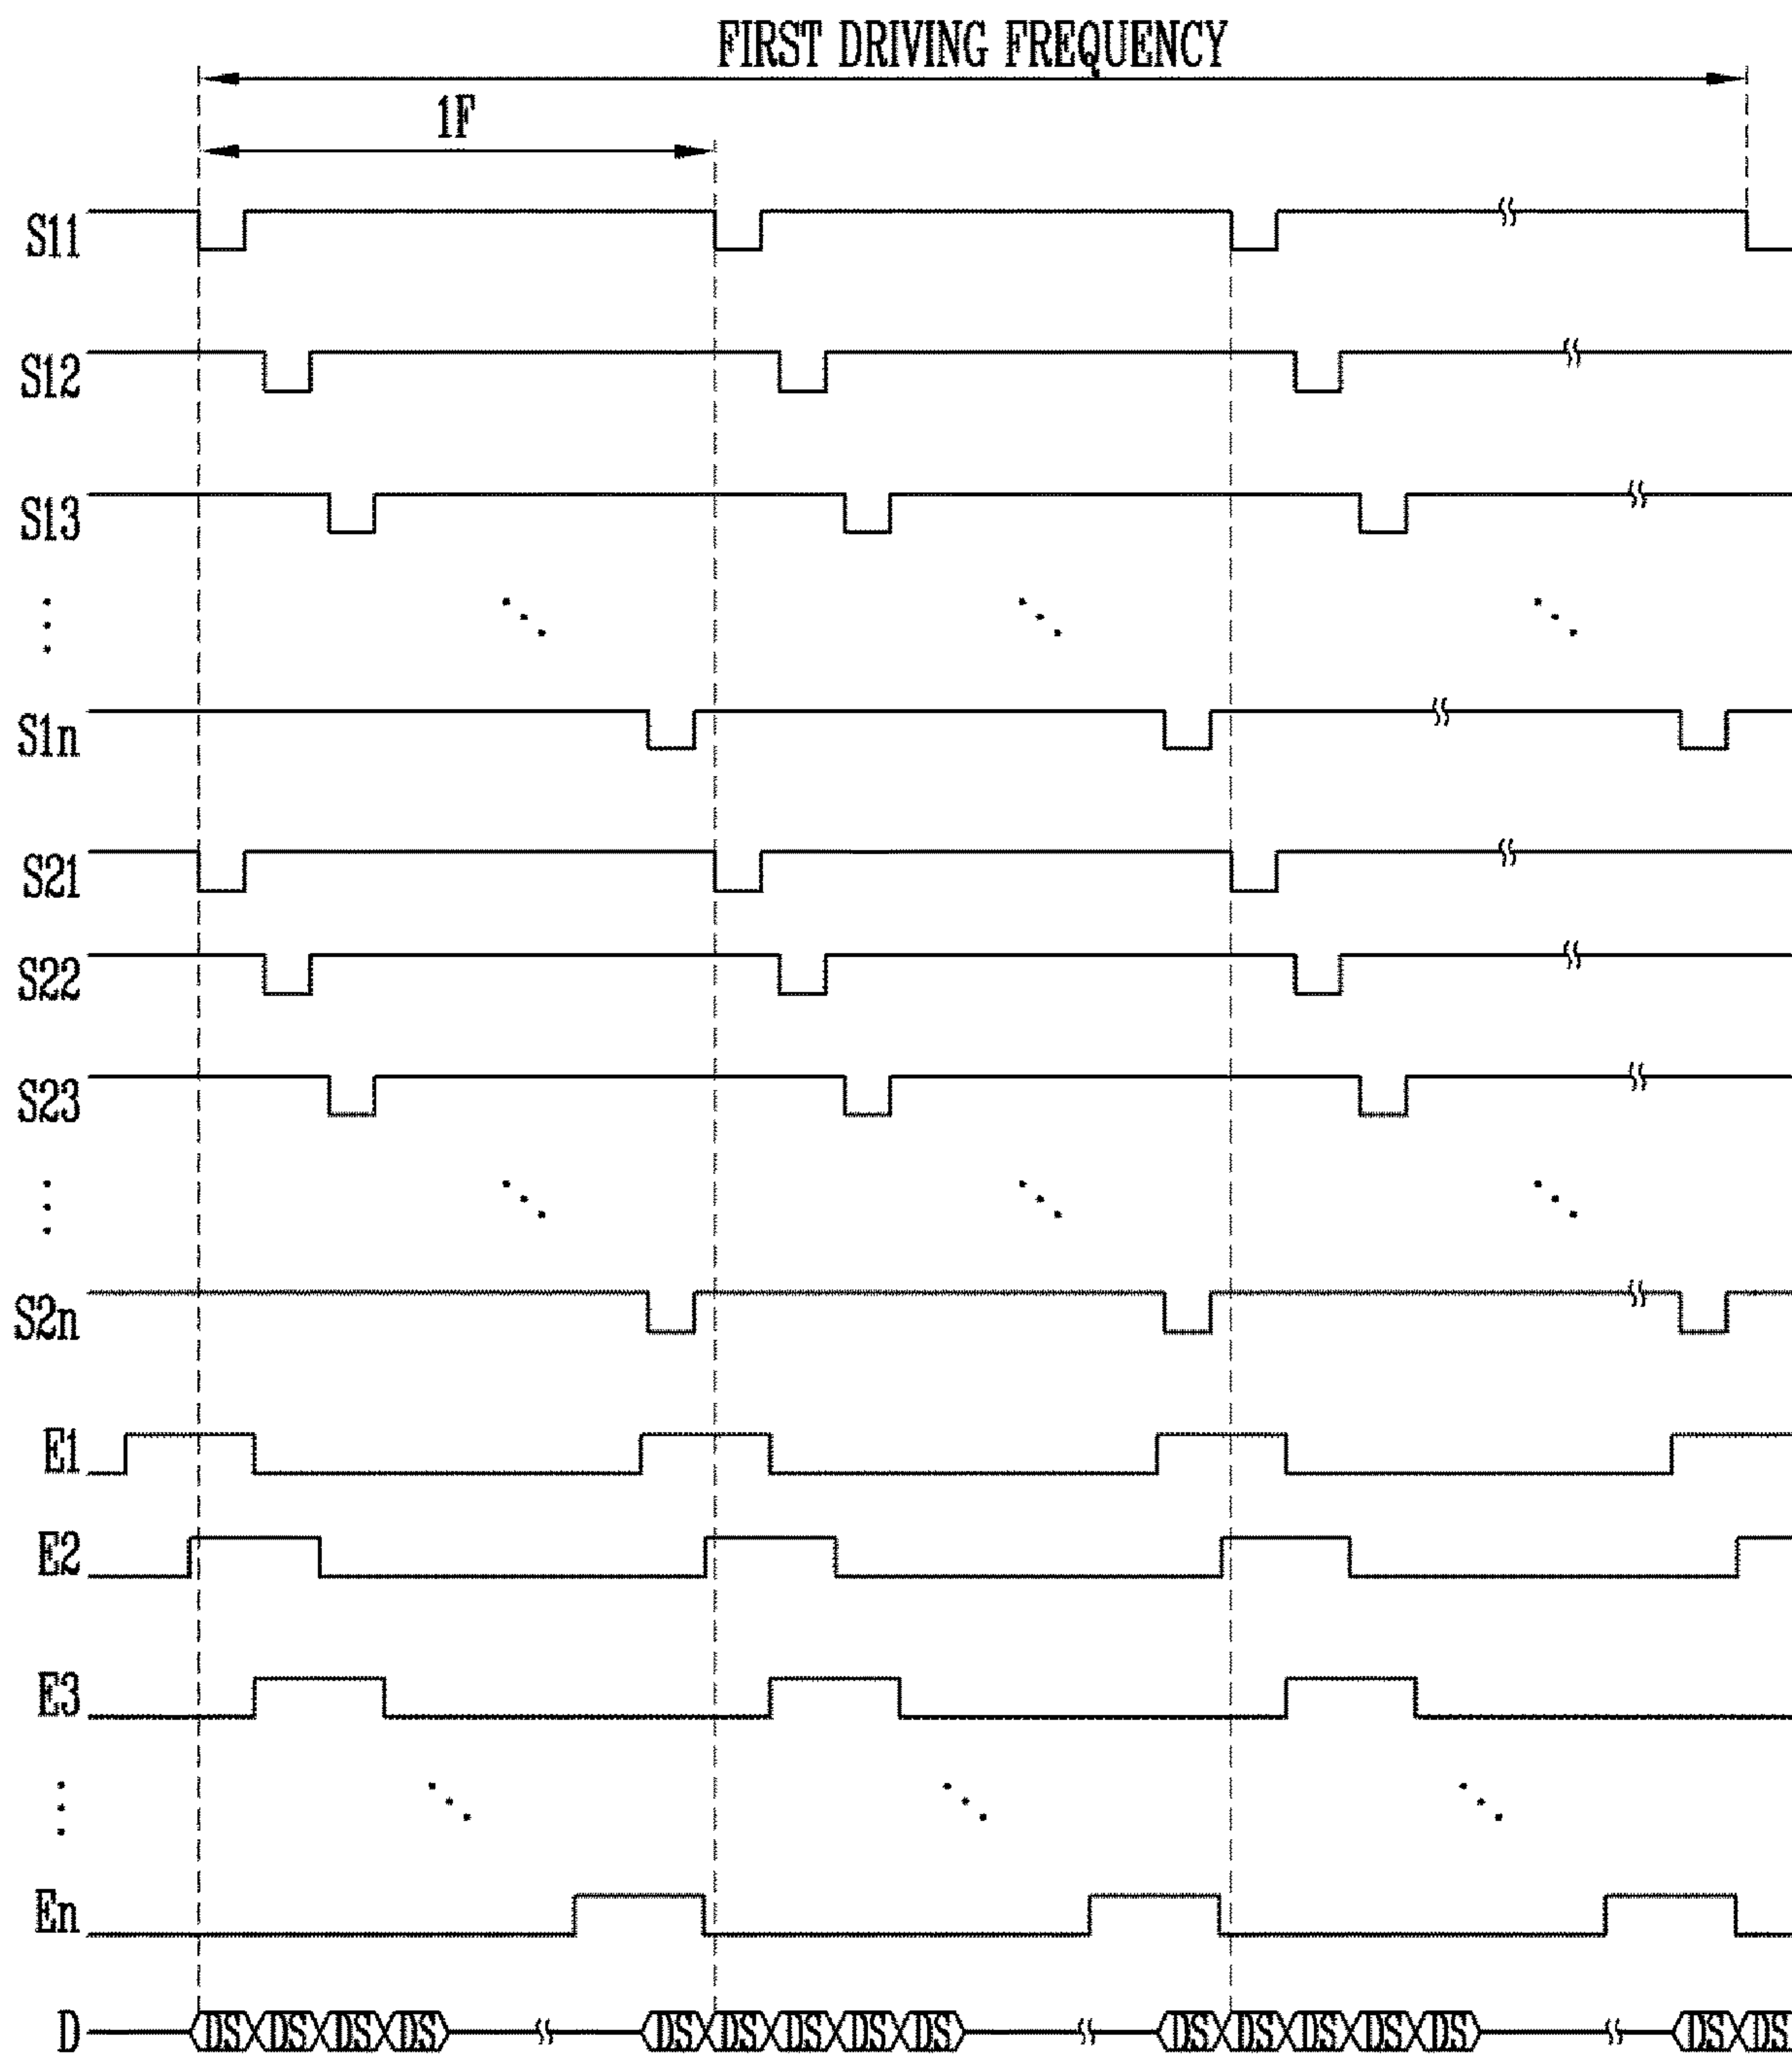 FIRST DRIVING FREQUENCY
1F
S11
S12
S13
S1n
S21
S22
S23
S2n
E1
E2
E3
En
D DS DS DS DS DS DS DS DS DS DS DS DS DS DS DS